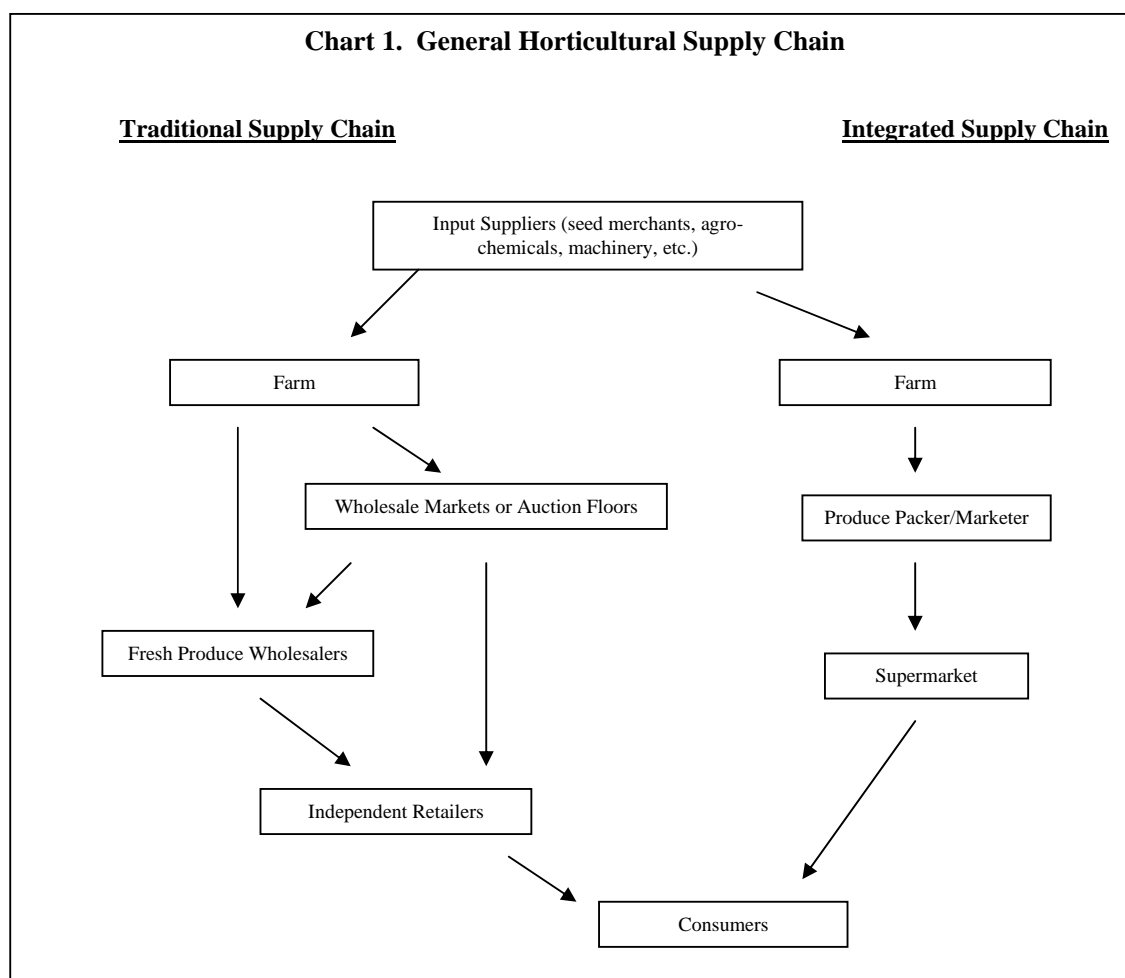 Chart 1. General Horticultural Supply Chain
Traditional Supply Chain
Integrated Supply Chain
Input Suppliers (seed merchants, agro-
chemicals, machinery, etc.)
Farm
Farm
Wholesale Markets or Auction Floors
Produce Packer/Marketer
Fresh Produce Wholesalers
Supermarket
Independent Retailers
Consumers